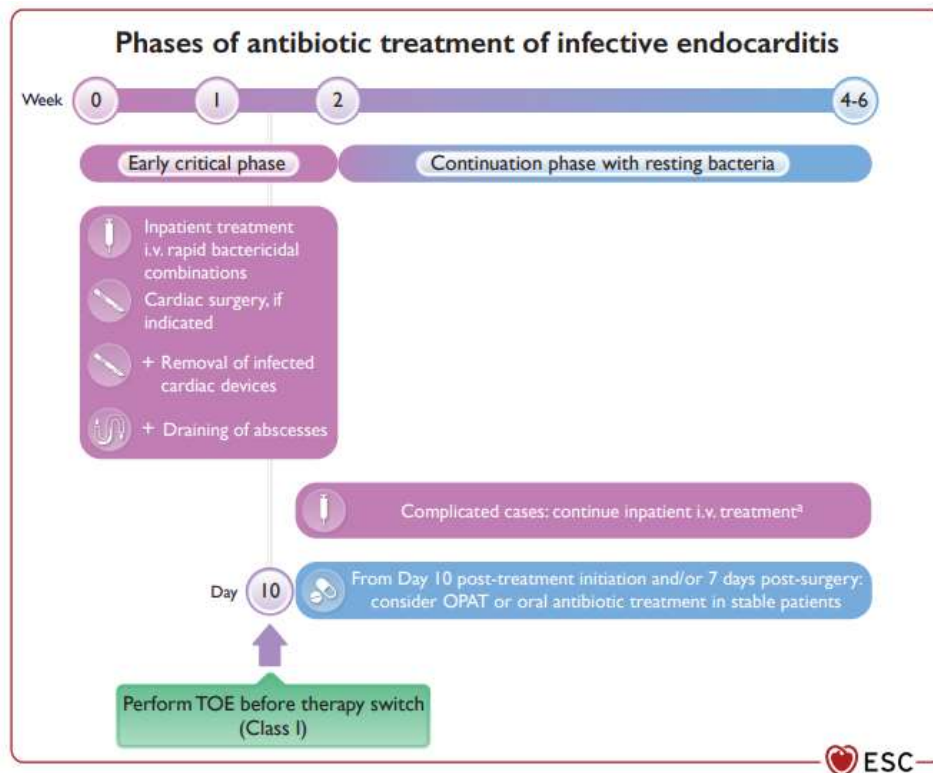 Phases of antibiotic treatment of infective endocarditis
Week 0 1 2 4-6
Early critical phase
Continuation phase with resting bacteria
Inpatient treatment
i.v. rapid bactericidal
combinations
Cardiac surgery, if
indicated
+ Removal of infected
cardiac devices
+ Draining of abscesses
Complicated cases: continue inpatient i.v. treatmentᵃ
Day 10
From Day 10 post-treatment initiation and/or 7 days post-surgery:
consider OPAT or oral antibiotic treatment in stable patients
Perform TOE before therapy switch
(Class I)
ESC